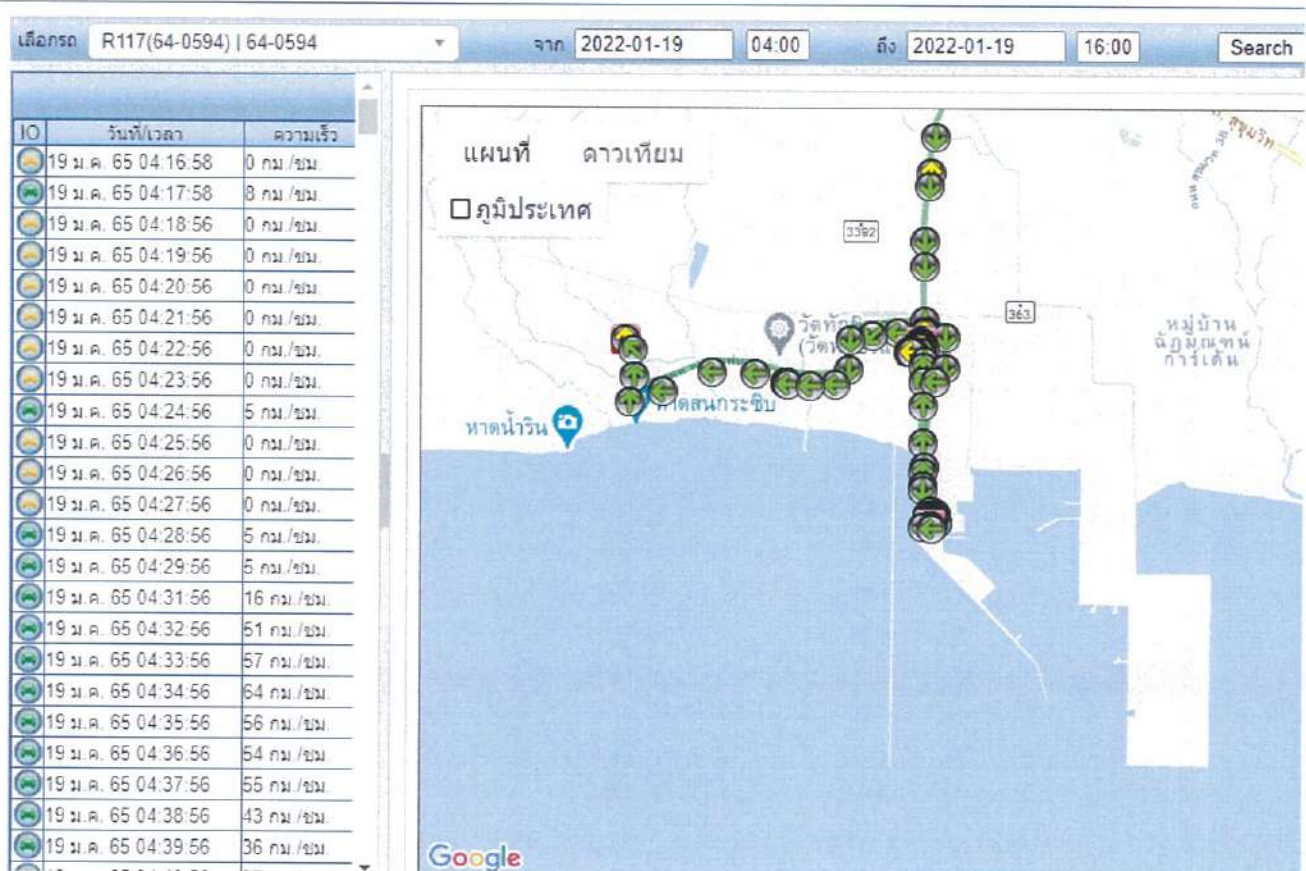 เลือกรถ R117(64-0594) | 64-0594 จาก 2022-01-19 04:00 ถึง 2022-01-19 16:00 Search
IO วันที่/เวลา ความเร็ว
19 ม.ค. 65 04:16:58 0 กม./ชม.
19 ม.ค. 65 04:17:58 8 กม./ชม.
19 ม.ค. 65 04:18:56 0 กม./ชม.
19 ม.ค. 65 04:19:56 0 กม./ชม.
19 ม.ค. 65 04:20:56 0 กม./ชม.
19 ม.ค. 65 04:21:56 0 กม./ชม.
19 ม.ค. 65 04:22:56 0 กม./ชม.
19 ม.ค. 65 04:23:56 0 กม./ชม.
19 ม.ค. 65 04:24:56 5 กม./ชม.
19 ม.ค. 65 04:25:56 0 กม./ชม.
19 ม.ค. 65 04:26:56 0 กม./ชม.
19 ม.ค. 65 04:27:56 0 กม./ชม.
19 ม.ค. 65 04:28:56 5 กม./ชม.
19 ม.ค. 65 04:29:56 5 กม./ชม.
19 ม.ค. 65 04:31:56 16 กม./ชม.
19 ม.ค. 65 04:32:56 51 กม./ชม.
19 ม.ค. 65 04:33:56 57 กม./ชม.
19 ม.ค. 65 04:34:56 64 กม./ชม.
19 ม.ค. 65 04:35:56 56 กม./ชม.
19 ม.ค. 65 04:36:56 54 กม./ชม.
19 ม.ค. 65 04:37:56 55 กม./ชม.
19 ม.ค. 65 04:38:56 43 กม./ชม.
19 ม.ค. 65 04:39:56 36 กม./ชม.
แผนที่ ดาวเทียม
ภูมิประเทศ
สุขุมวิท
ถนน สุขุมวิท 38
3392
363
หมู่บ้าน
ฉัฏมณฑน์
การ์เด้น
หาดสนกระซิบ
หาดน้ำริน
Google